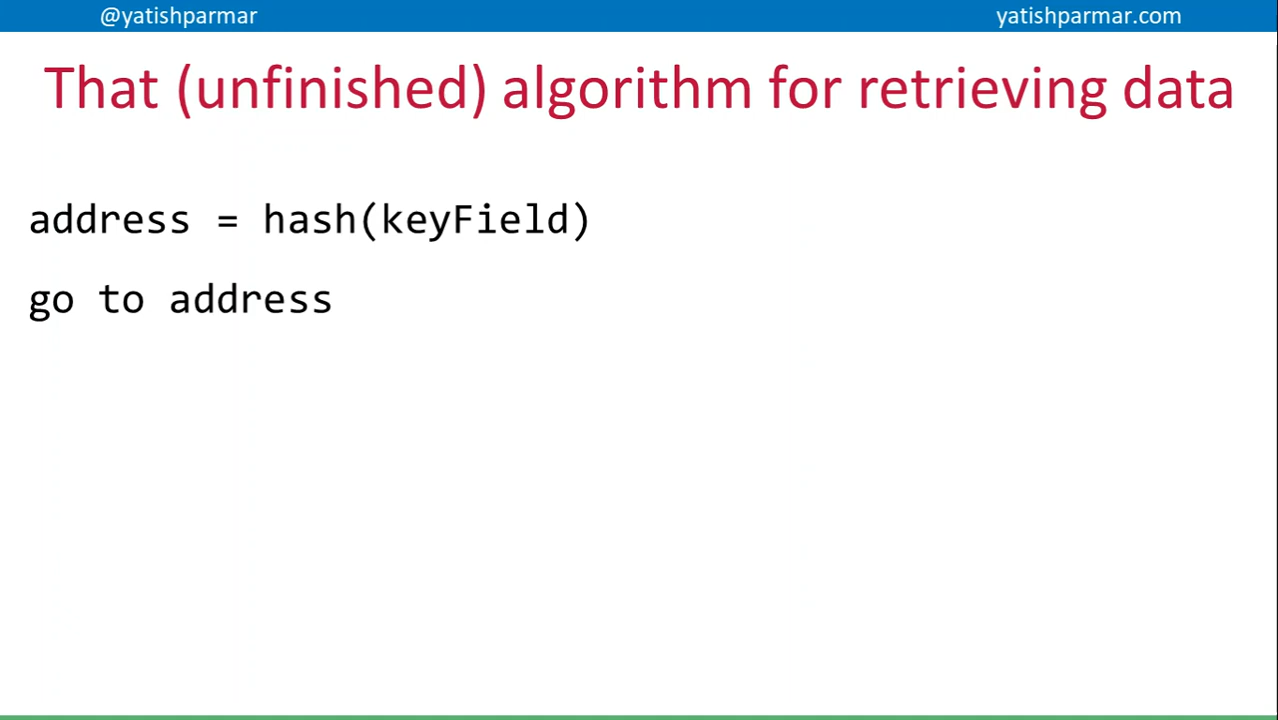 @yatishparmar
yatishparmar.com
That (unfinished) algorithm for retrieving data
address = hash(keyField)
go to address